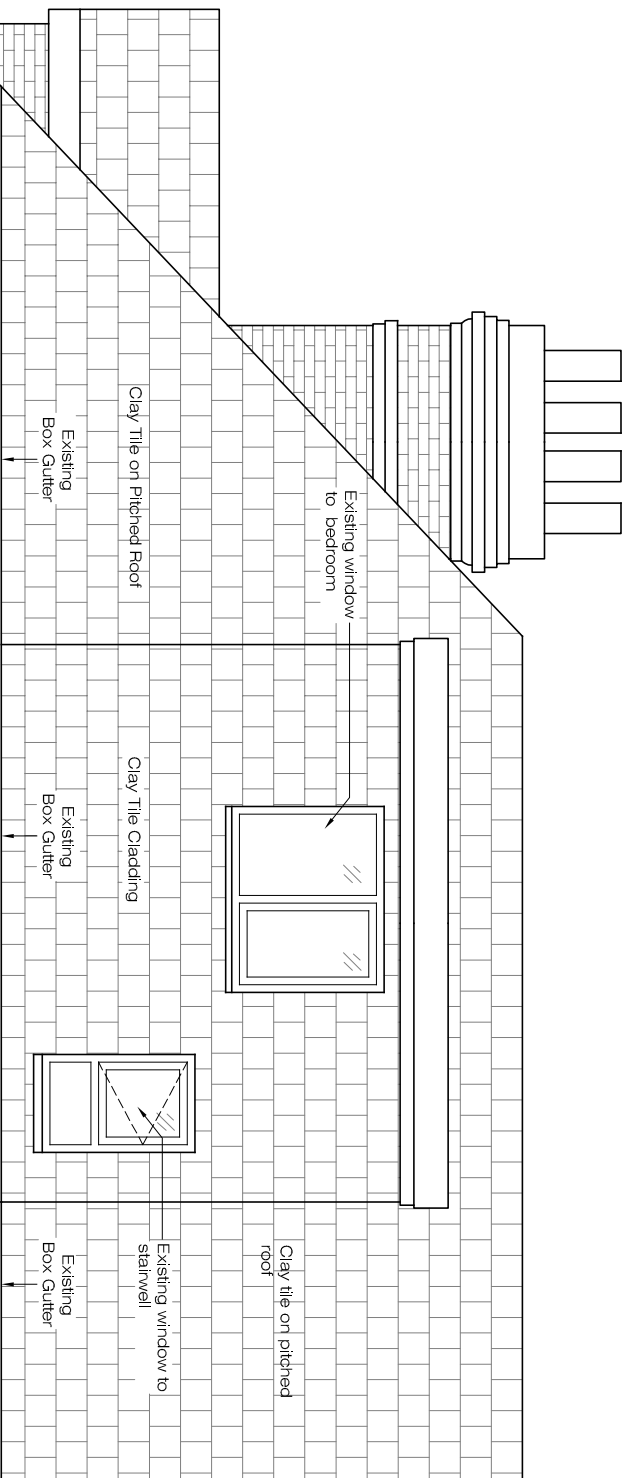 Existing window
to bedroom
Clay Tile on Pitched Roof
Existing
Box Gutter
Clay Tile Cladding
Existing
Box Gutter
Clay tile on pitched
roof
Existing window to
stairwell
Existing
Box Gutter